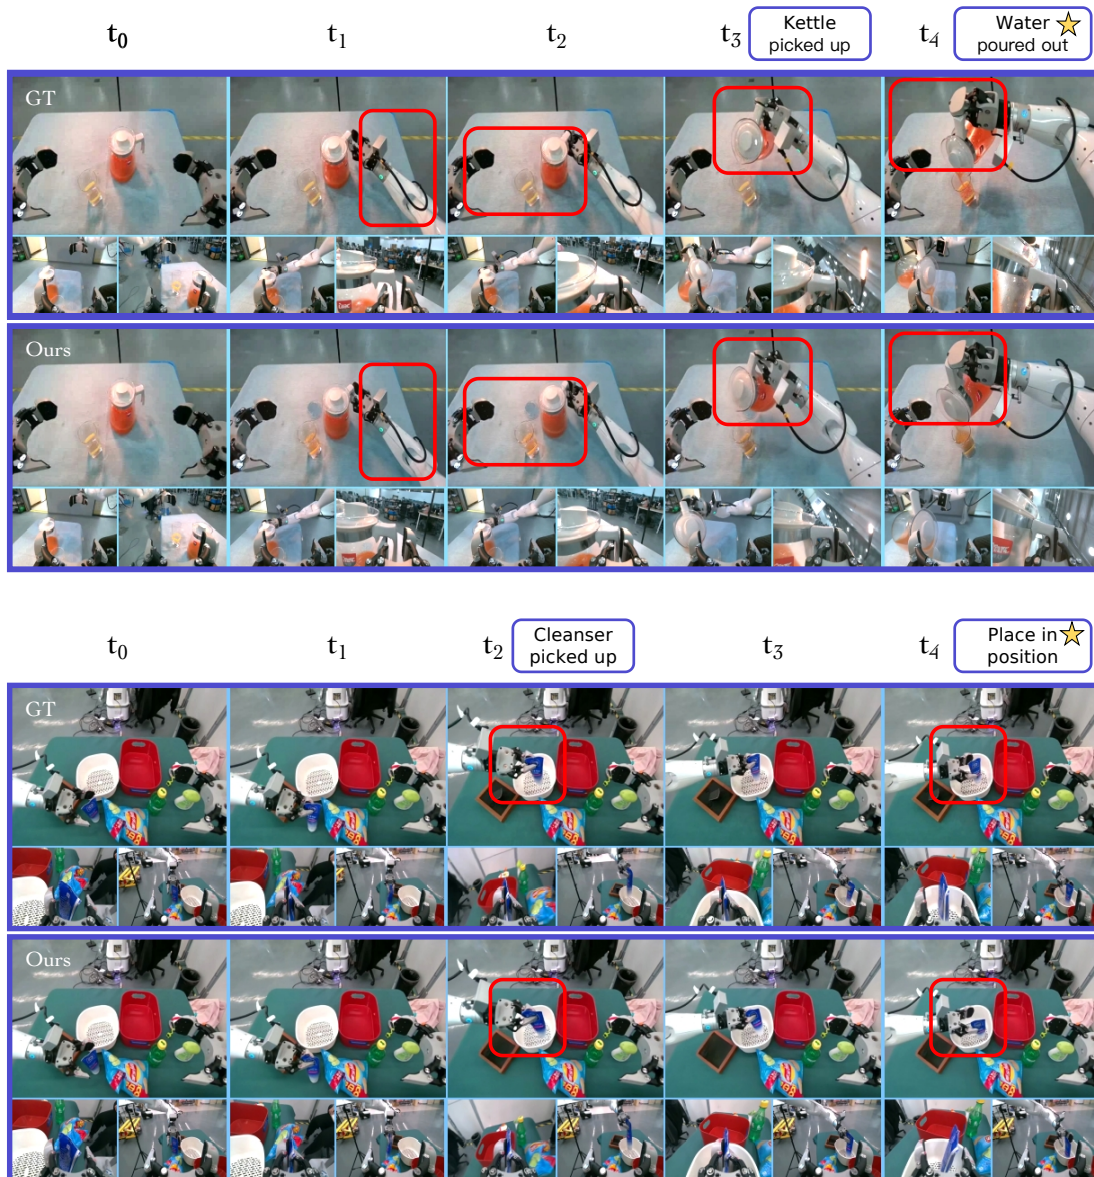 t0 t1 t2 t3 Kettle picked up t4 Water poured out
GT
Ours
t0 t1 t2 Cleanser picked up t3 t4 Place in position
GT
Ours